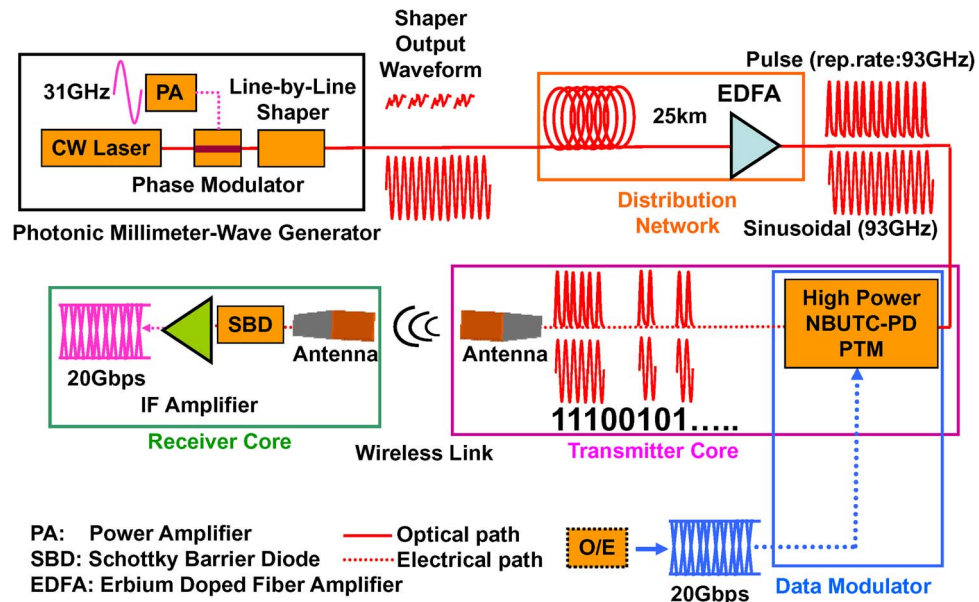 Shaper
Output
Waveform
31GHz
PA
Line-by-Line
Shaper
CW Laser
Phase Modulator
Photonic Millimeter-Wave Generator
25km
EDFA
Distribution
Network
Pulse (rep.rate:93GHz)
Sinusoidal (93GHz)
20Gbps
SBD
Antenna
IF Amplifier
Receiver Core
Wireless Link
Antenna
11100101.....
Transmitter Core
High Power
NBUTC-PD
PTM
PA: Power Amplifier
SBD: Schottky Barrier Diode
EDFA: Erbium Doped Fiber Amplifier
Optical path
Electrical path
O/E
20Gbps
Data Modulator